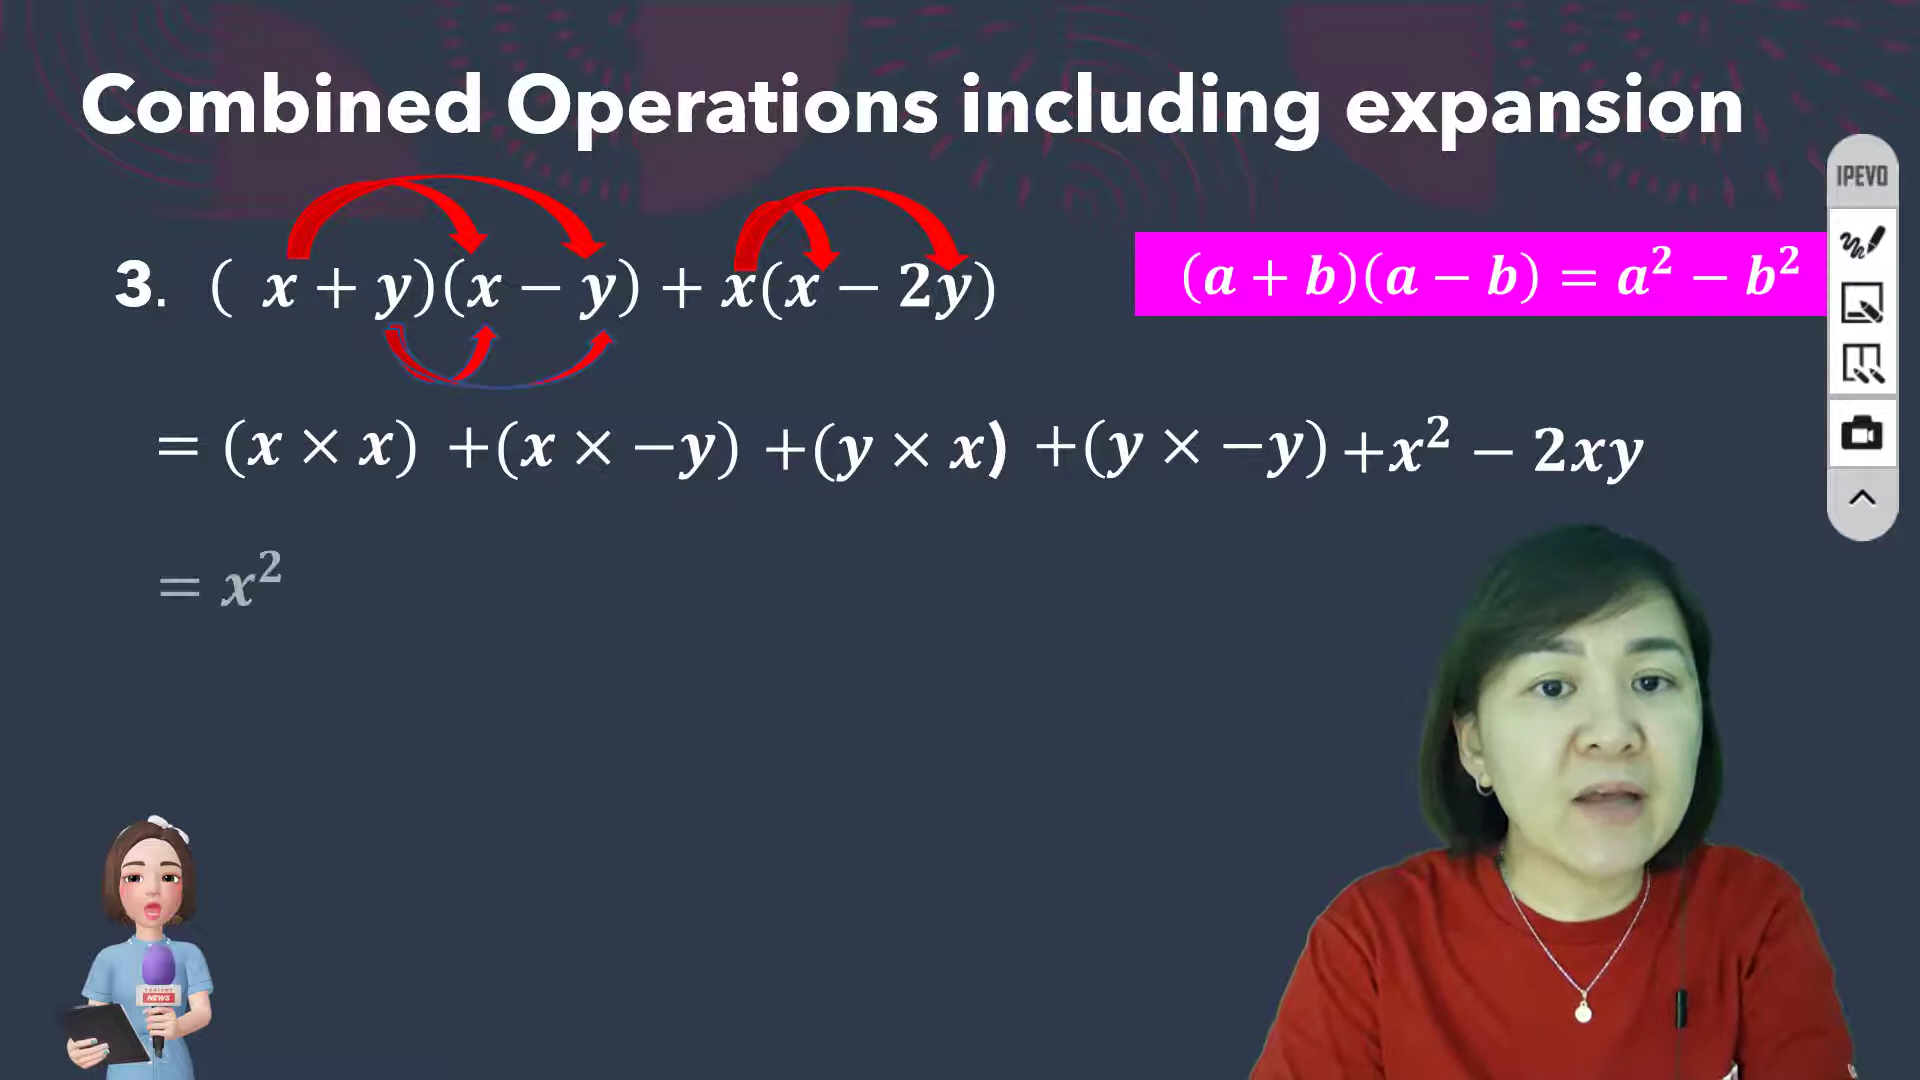 Combined Operations including expansion
IPEVO
3. ( x + y)(x − y) + x(x − 2y)
(a + b)(a − b) = a² − b²
= (x × x) +(x × −y) +(y × x) +(y × −y) +x² − 2xy
= x²
NEWS